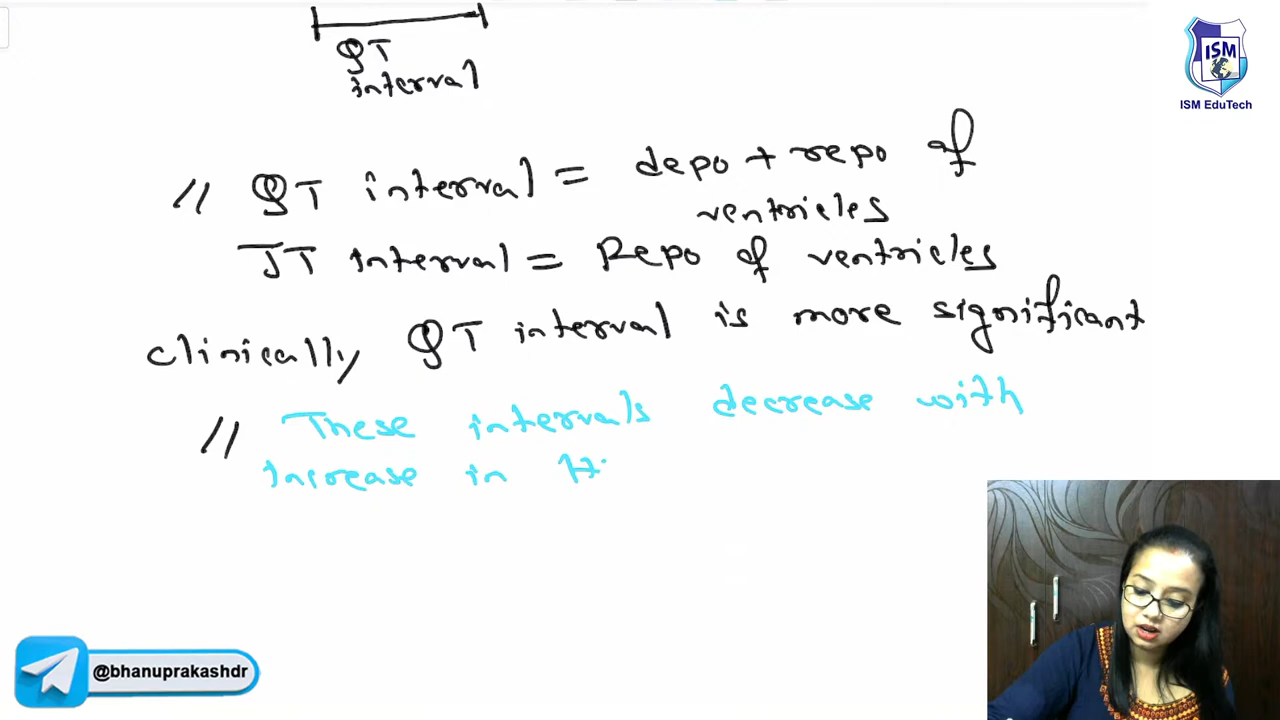 QT
interval
ISM
ISM EduTech
// QT interval = depo + repo of
ventricles
JT interval = Repo of ventricles
clinically QT interval is more significant
// These intervals decrease with
increase in H
@bhanuprakashdr